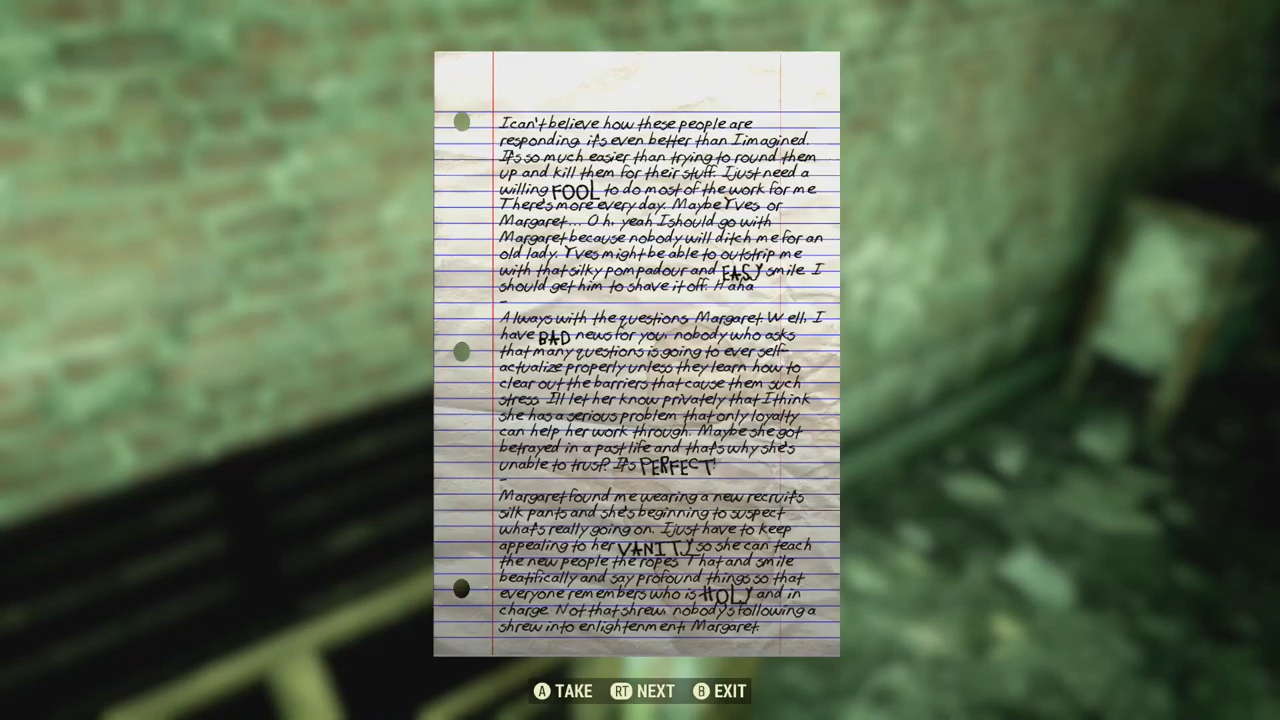 I can't believe how these people are
responding. it's even better than I imagined.
It's so much easier than trying to round them
up and kill them for their stuff. I just need a
willing FOOL to do most of the work for me
There's more every day. Maybe Yves or
Margaret... Oh, yeah I should go with
Margaret because nobody will ditch me for an
old lady. Yves might be able to outstrip me
with that silky pompadour and EASY smile. I
should get him to shave it off. Haha
-
Always with the questions, Margaret. Well, I
have BAD news for you, nobody who asks
that many questions is going to ever self-
actualize properly unless they learn how to
clear out the barriers that cause them such
stress. I'll let her know privately that I think
she has a serious problem that only loyalty
can help her work through. Maybe she got
betrayed in a past life and that's why she's
unable to trust? It's PERFECT!
-
Margaret found me wearing a new recruit's
silk pants and she's beginning to suspect
what's really going on. I just have to keep
appealing to her VANITY so she can teach
the new people the ropes. That and smile
beatifically and say profound things so that
everyone remembers who is HOLY and in
charge. Not that shrew, nobody's following a
shrew into enlightenment, Margaret.
A TAKE RT NEXT B EXIT